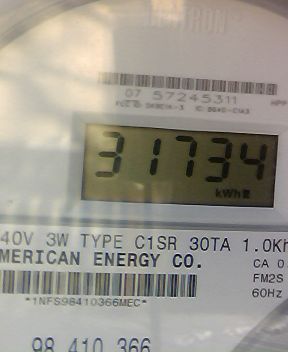 07 57245311
31734
kWh
40V 3W TYPE C1SR 30TA 1.0Kh
MERICAN ENERGY CO.
CA 0.
FM2S
*1NFS98410366MEC*
60Hz
98 410 366